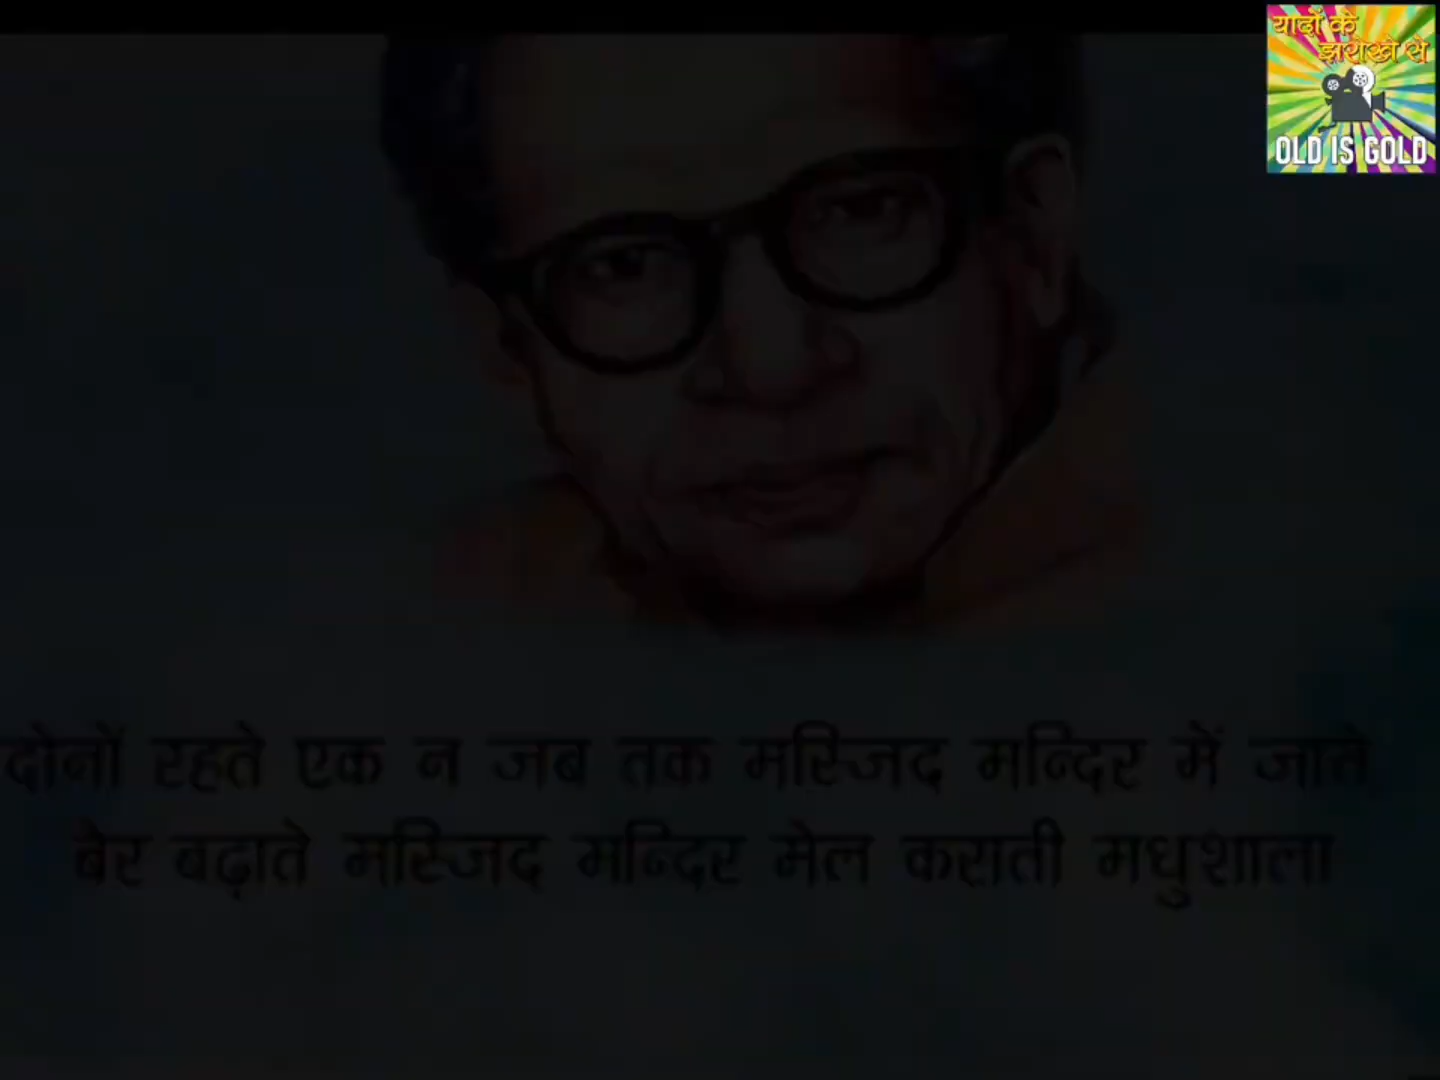 यादों के
झरोखे से
OLD IS GOLD
दोनों रहते एक न जब तक मस्जिद मन्दिर में जाते
बैर बढ़ाते मस्जिद मन्दिर मेल कराती मधुशाला